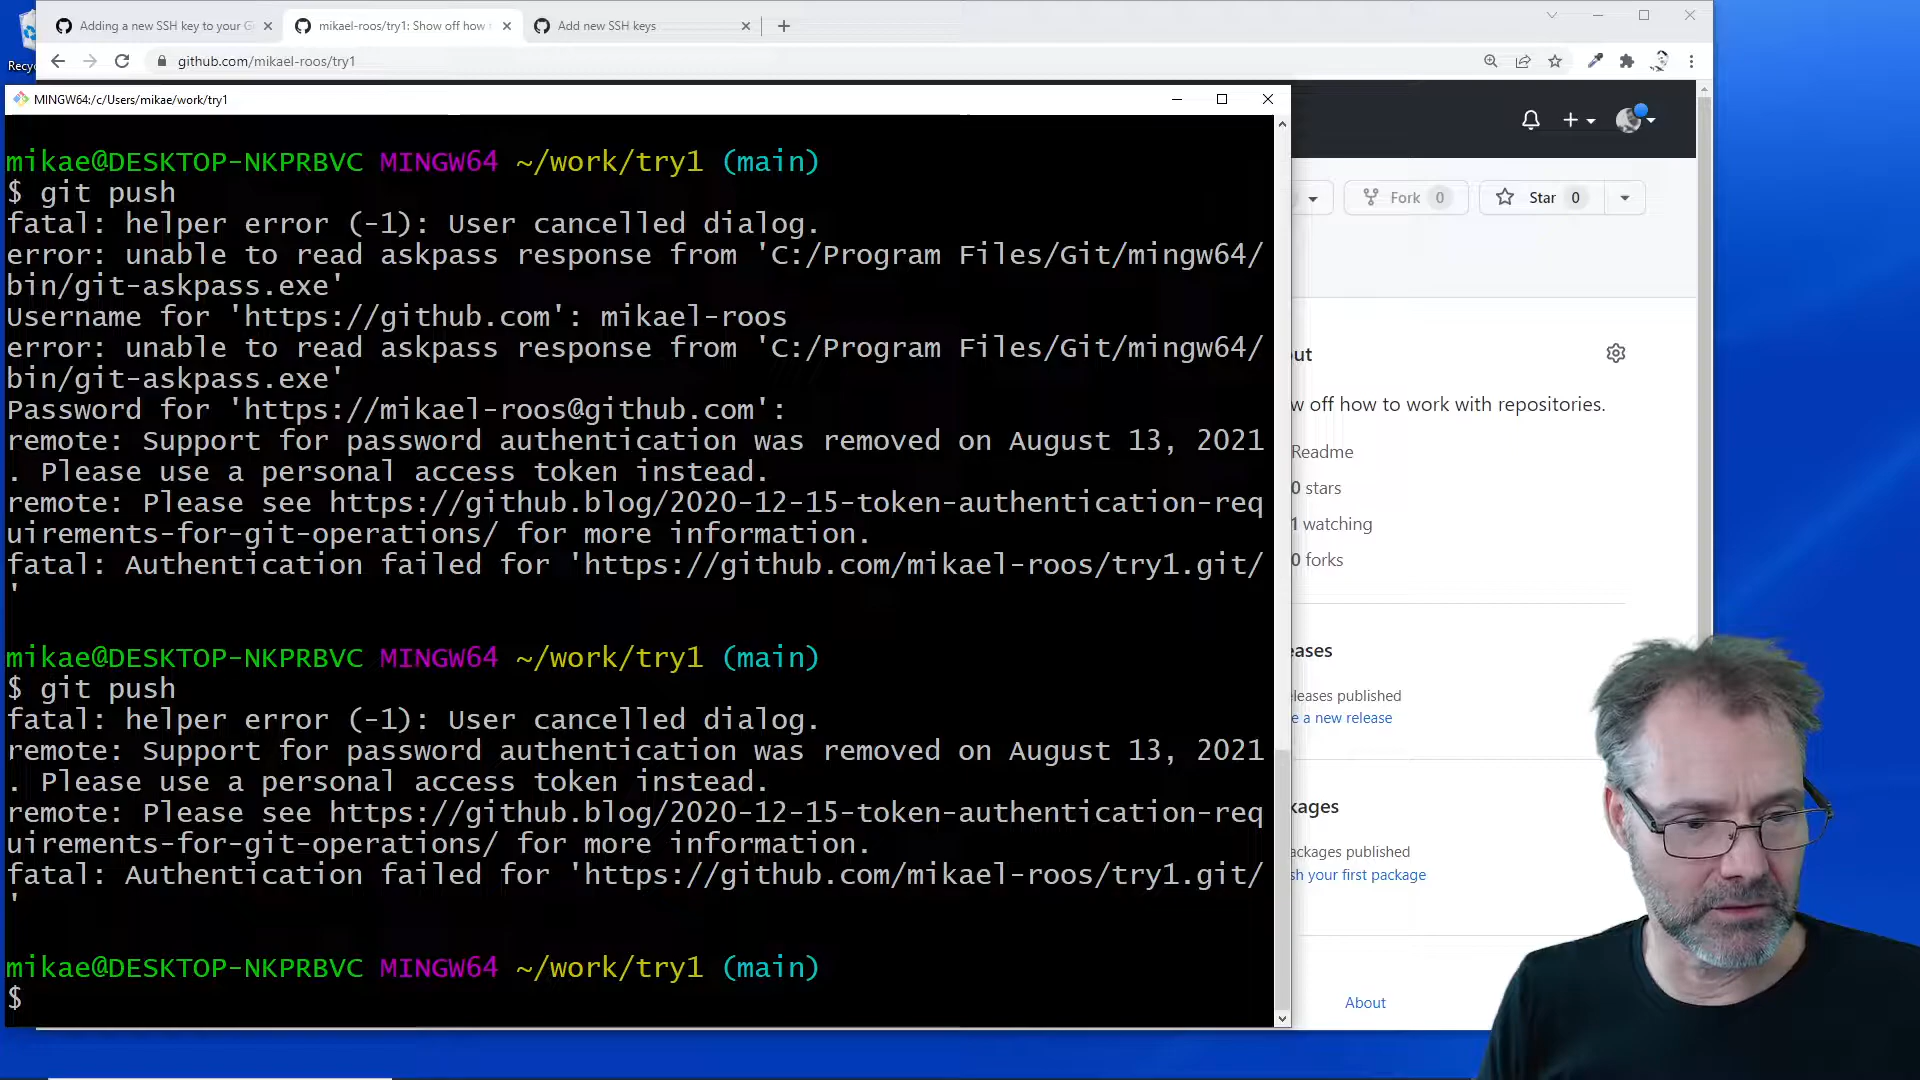 Adding a new SSH key to your G
mikael-roos/try1: Show off how
Add new SSH keys
Recyc
github.com/mikael-roos/try1
MINGW64:/c/Users/mikae/work/try1
mikae@DESKTOP-NKPRBVC MINGW64 ~/work/try1 (main)
$ git push
fatal: helper error (-1): User cancelled dialog.
error: unable to read askpass response from 'C:/Program Files/Git/mingw64/
bin/git-askpass.exe'
Username for 'https://github.com': mikael-roos
error: unable to read askpass response from 'C:/Program Files/Git/mingw64/
bin/git-askpass.exe'
Password for 'https://mikael-roos@github.com':
remote: Support for password authentication was removed on August 13, 2021
. Please use a personal access token instead.
remote: Please see https://github.blog/2020-12-15-token-authentication-req
uirements-for-git-operations/ for more information.
fatal: Authentication failed for 'https://github.com/mikael-roos/try1.git/
'
mikae@DESKTOP-NKPRBVC MINGW64 ~/work/try1 (main)
$ git push
fatal: helper error (-1): User cancelled dialog.
remote: Support for password authentication was removed on August 13, 2021
. Please use a personal access token instead.
remote: Please see https://github.blog/2020-12-15-token-authentication-req
uirements-for-git-operations/ for more information.
fatal: Authentication failed for 'https://github.com/mikael-roos/try1.git/
'
mikae@DESKTOP-NKPRBVC MINGW64 ~/work/try1 (main)
$
Fork 0
Star 0
out
w off how to work with repositories.
Readme
0 stars
1 watching
0 forks
eases
eleases published
e a new release
kages
ackages published
sh your first package
About